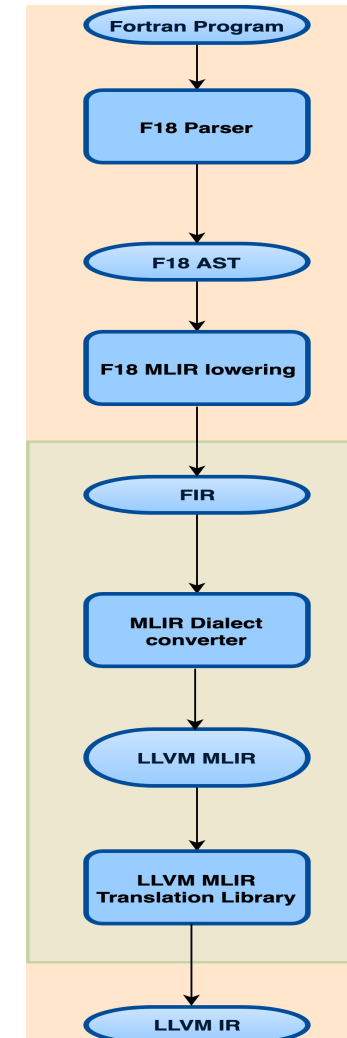 Fortran Program
F18 Parser
F18 AST
F18 MLIR lowering
FIR
MLIR Dialect
converter
LLVM MLIR
LLVM MLIR
Translation Library
LLVM IR